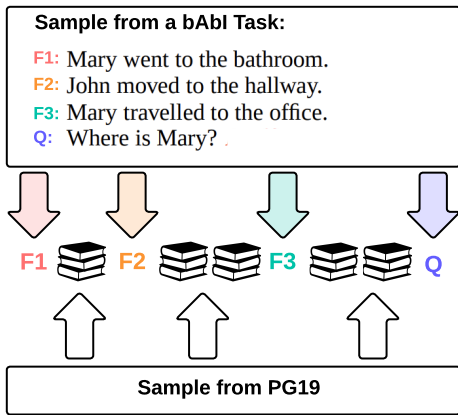 Sample from a bAbI Task:
F1: Mary went to the bathroom.
F2: John moved to the hallway.
F3: Mary travelled to the office.
Q: Where is Mary?
F1 F2 F3 Q
Sample from PG19